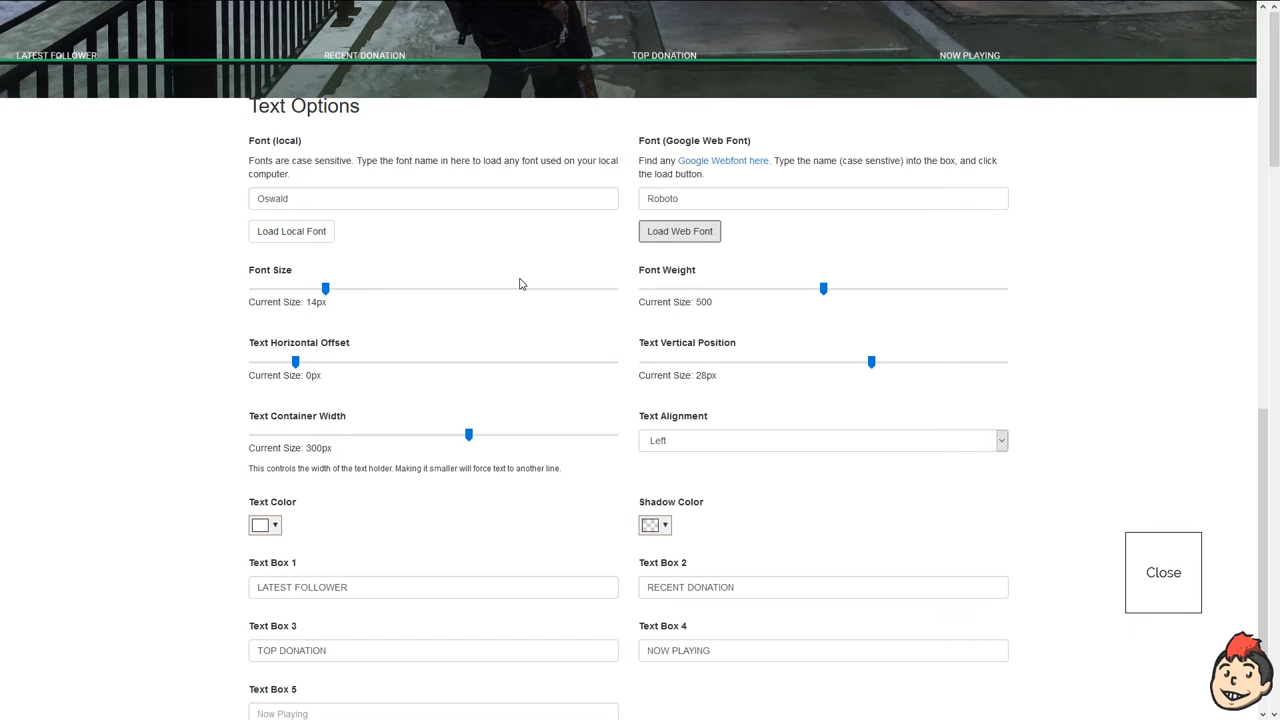 LATEST FOLLOWER
RECENT DONATION
TOP DONATION
NOW PLAYING
Text Options
Font (local)
Fonts are case sensitive. Type the font name in here to load any font used on your local
computer.
Oswald
Load Local Font
Font (Google Web Font)
Find any Google Webfont here. Type the name (case senstive) into the box, and click
the load button.
Roboto
Load Web Font
Font Size
Current Size: 14px
Font Weight
Current Size: 500
Text Horizontal Offset
Current Size: 0px
Text Vertical Position
Current Size: 28px
Text Container Width
Current Size: 300px
This controls the width of the text holder. Making it smaller will force text to another line.
Text Alignment
Left
Text Color
Shadow Color
Text Box 1
LATEST FOLLOWER
Text Box 2
RECENT DONATION
Text Box 3
TOP DONATION
Text Box 4
NOW PLAYING
Text Box 5
Now Playing
Close